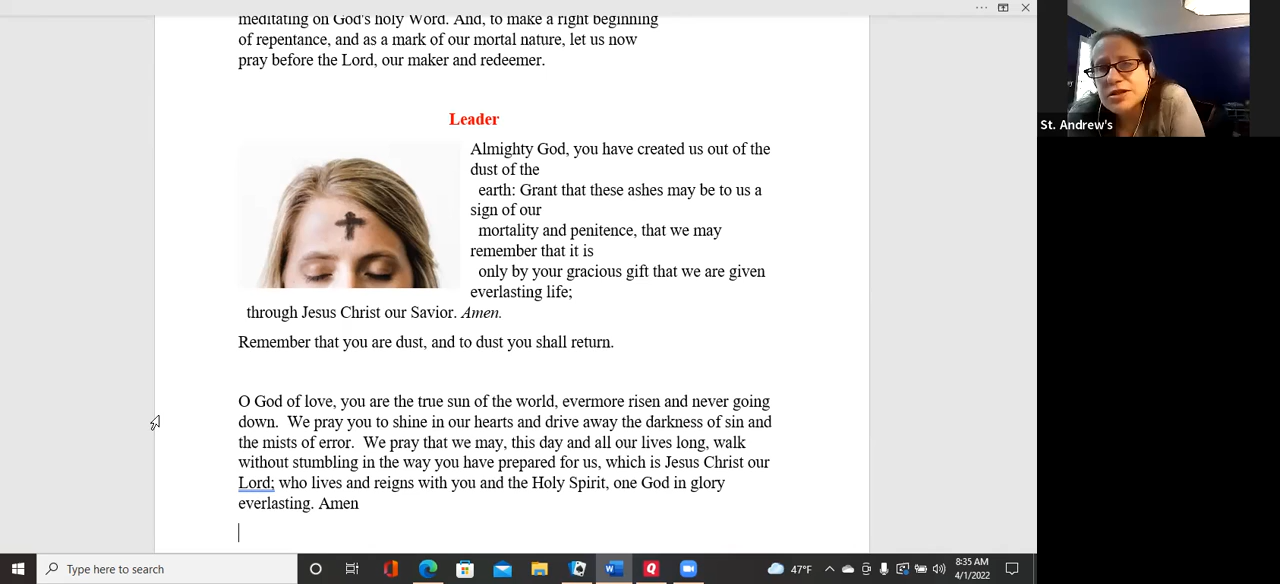 meditating on God's holy Word. And, to make a right beginning
of repentance, and as a mark of our mortal nature, let us now
pray before the Lord, our maker and redeemer.
Leader
Almighty God, you have created us out of the
dust of the
earth: Grant that these ashes may be to us a
sign of our
mortality and penitence, that we may
remember that it is
only by your gracious gift that we are given
everlasting life;
through Jesus Christ our Savior. Amen.
Remember that you are dust, and to dust you shall return.
O God of love, you are the true sun of the world, evermore risen and never going
down.  We pray you to shine in our hearts and drive away the darkness of sin and
the mists of error.  We pray that we may, this day and all our lives long, walk
without stumbling in the way you have prepared for us, which is Jesus Christ our
Lord; who lives and reigns with you and the Holy Spirit, one God in glory
everlasting. Amen
St. Andrew's
Type here to search
47°F
8:35 AM
4/1/2022